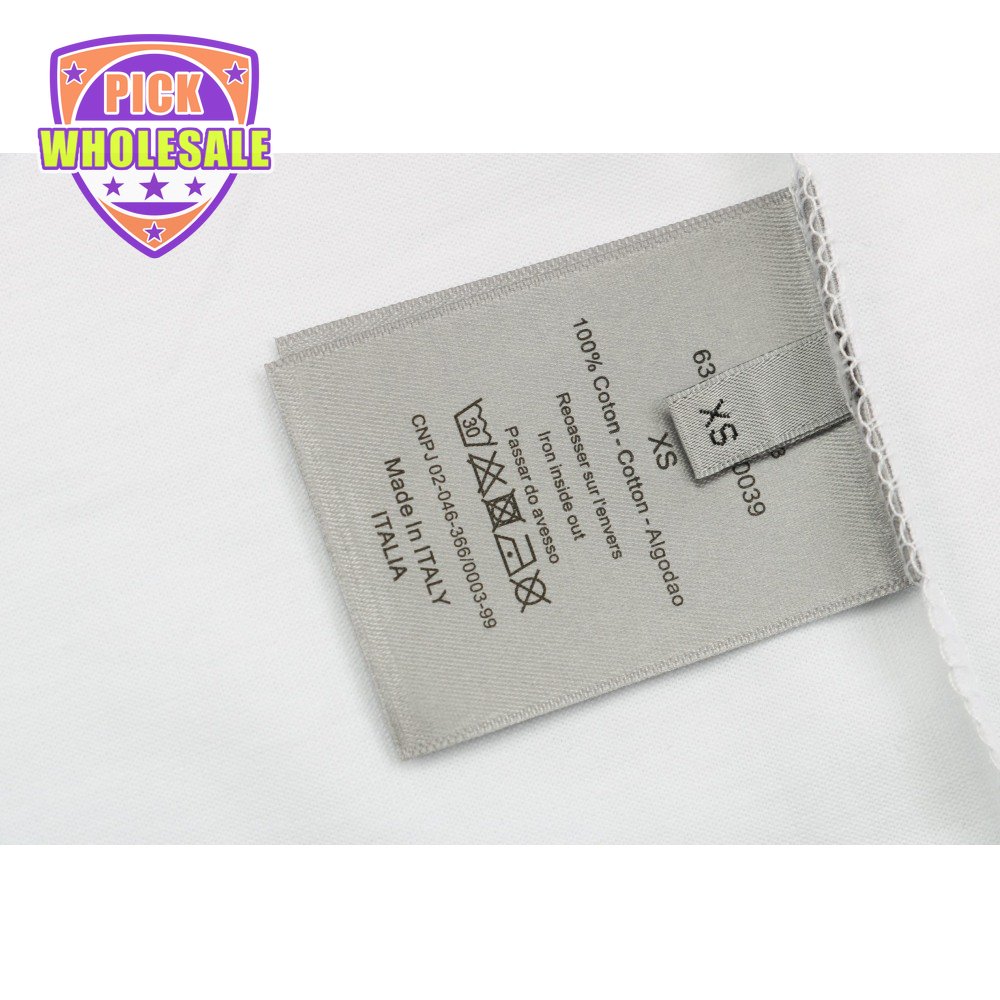 PICK
WHOLESALE
63
0039
XS
XS
100% Coton - Cotton - Algodao
Reoasser sur l'envers
Iron inside out
Passar do avesso
30
CNPJ 02-046-366/0003-99
Made In ITALY
ITALIA